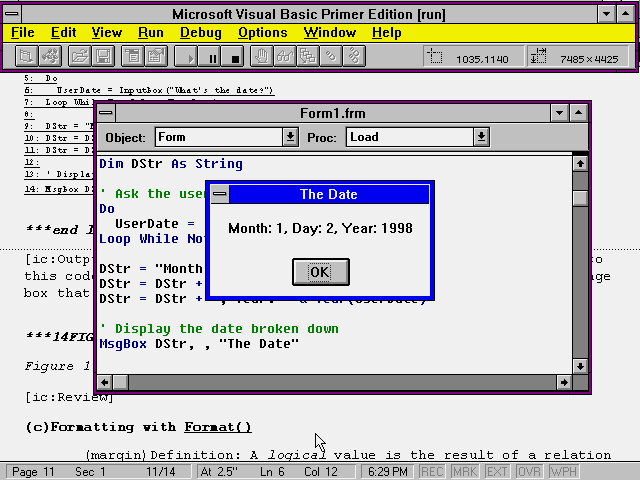 Microsoft Visual Basic Primer Edition [run]
File Edit View Run Debug Options Window Help
1035.1140 7485×4425
5: Do
6: UserDate = InputBox("What's the date?")
7: Loop While
8:
9: DStr = "M
10: DStr = DS
11: DStr = DS
12:
13: ' Displa
14: MsgBox DS
***end
[ic:Outp
to
this code
age
box that
***14FIG
Figure 1
[ic:Review]
(c)Formatting with Format()
(margin)Definition: A logical value is the result of a relation
Form1.frm
Object: Form Proc: Load
Dim DStr As String
' Ask the use
Do
UserDate =
Loop While No
DStr = "Month
DStr = DStr +
DStr = DStr +
' Display the date broken down
MsgBox DStr, , "The Date"
The Date
Month: 1, Day: 2, Year: 1998
OK
Page 11 Sec 1 11/14 At 2.5" Ln 6 Col 12 6:29 PM REC MRK EXT OVR WPH